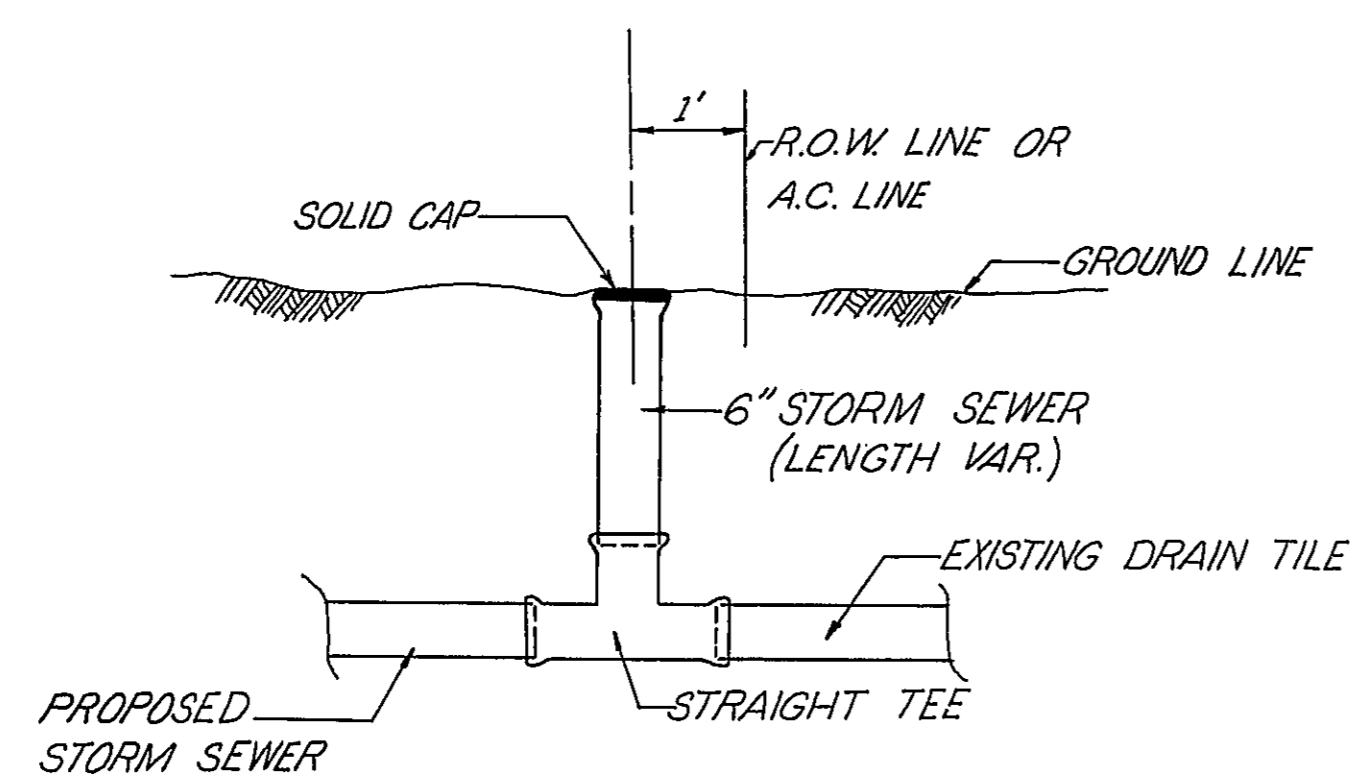 1'
R.O.W. LINE OR
A.C. LINE
SOLID CAP
GROUND LINE
6" STORM SEWER
(LENGTH VAR.)
EXISTING DRAIN TILE
STRAIGHT TEE
PROPOSED
STORM SEWER